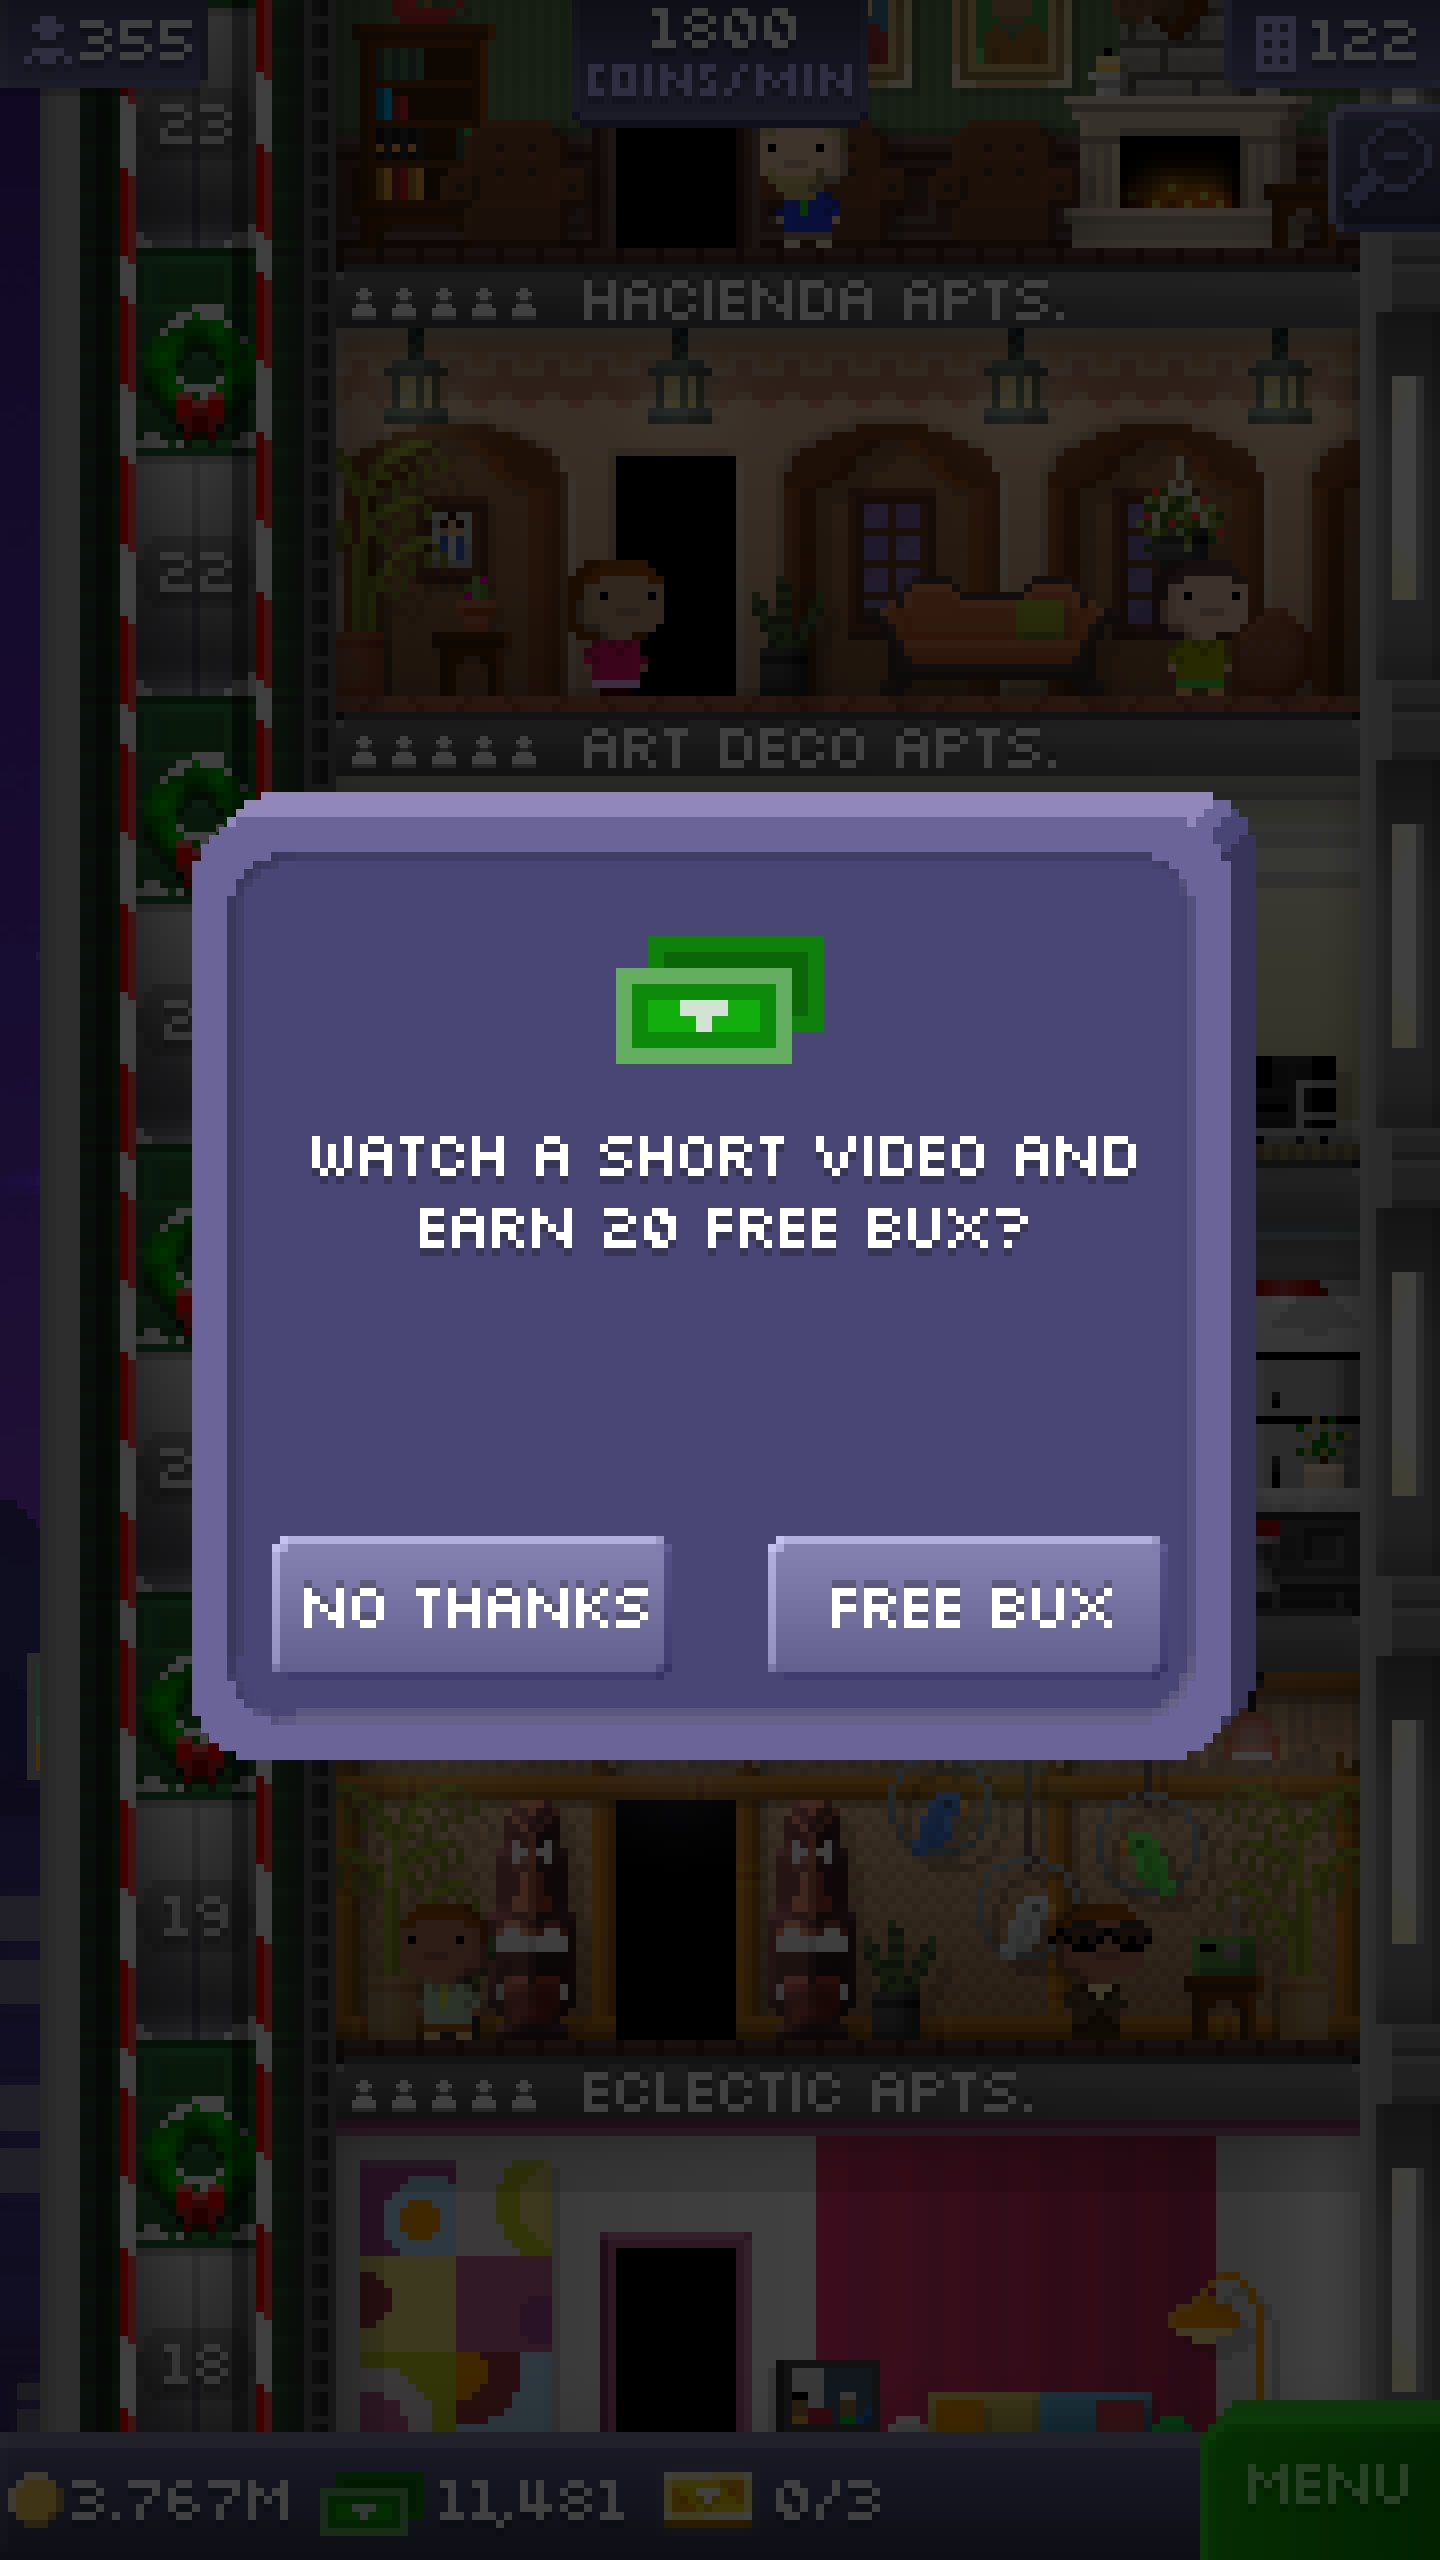 355
1800
COINS/MIN
122
23
HACIENDA APTS.
22
ART DECO APTS.
WATCH A SHORT VIDEO AND
EARN 20 FREE BUX?
NO THANKS
FREE BUX
19
ECLECTIC APTS.
18
3.767M
11,481
0/3
MENU